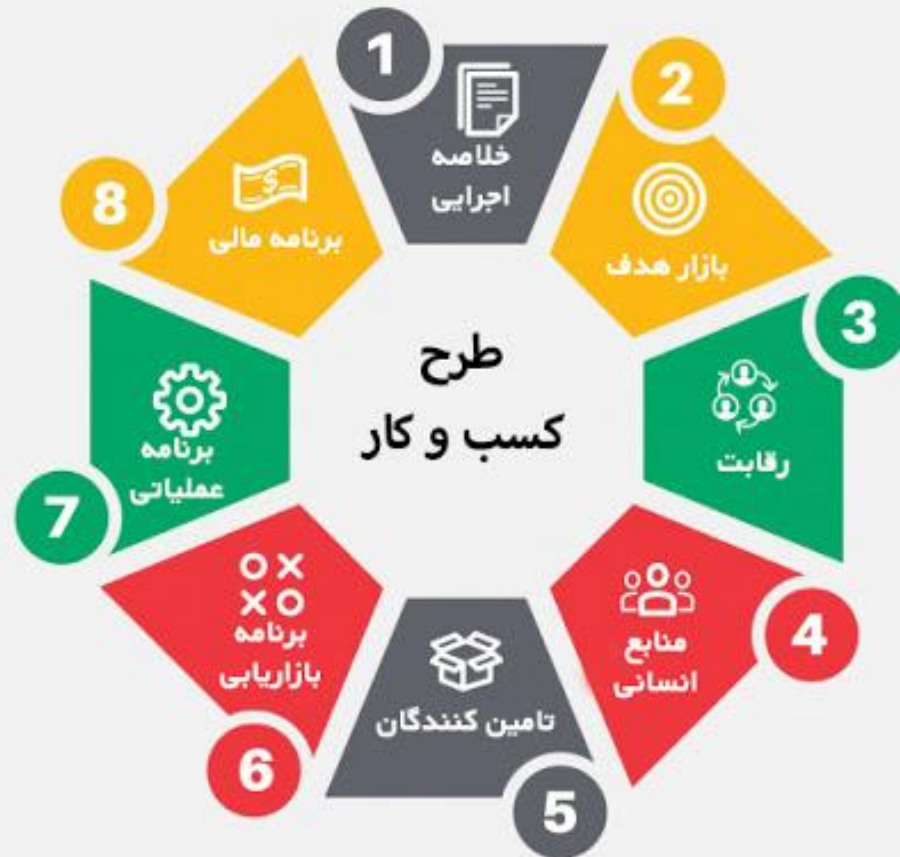 طرح
کسب و کار
1
خلاصه
اجرایی
2
بازار هدف
3
رقابت
4
منابع
انسانی
5
تامین کنندگان
6
برنامه
بازاریابی
7
برنامه
عملیاتی
8
برنامه مالی